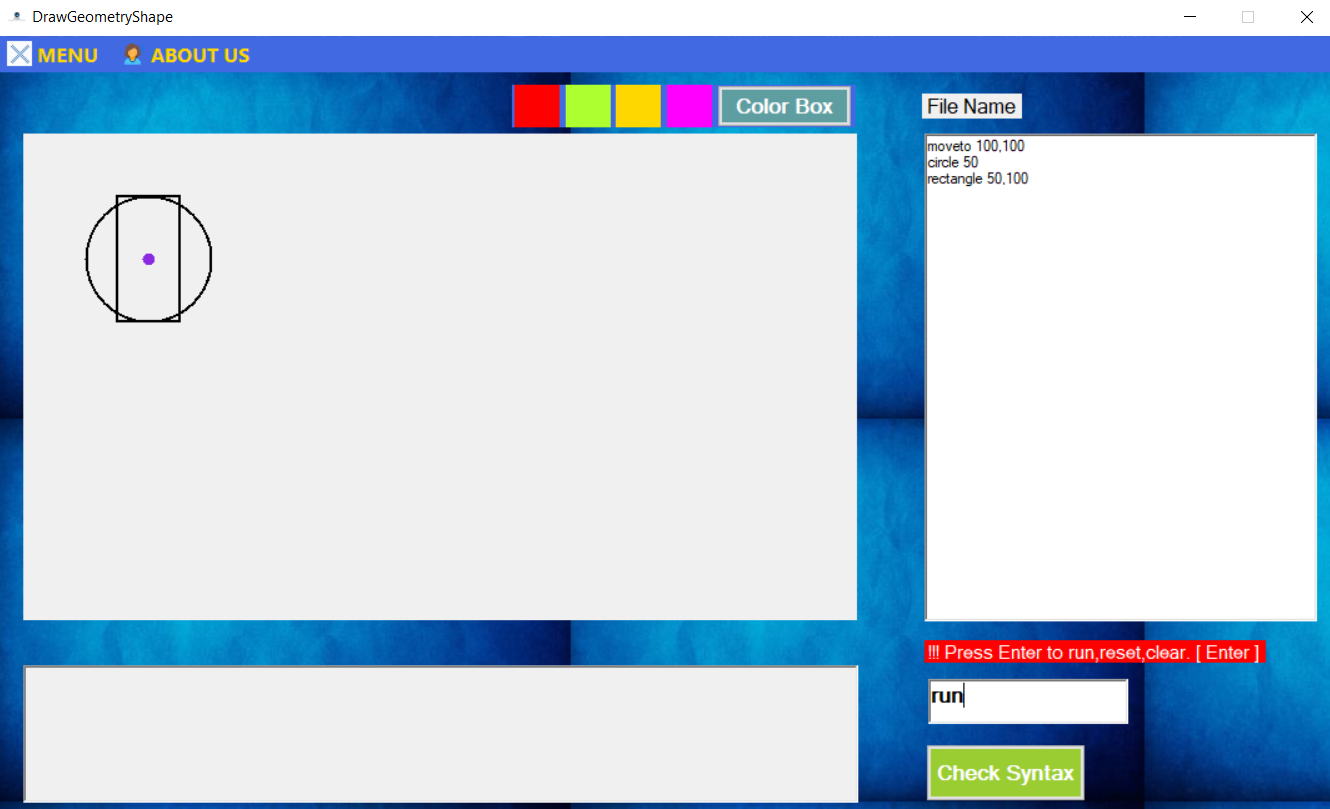 DrawGeometryShape
MENU ABOUT US
Color Box
File Name
moveto 100,100
circle 50
rectangle 50,100
!!! Press Enter to run,reset,clear. [ Enter ]
run
Check Syntax